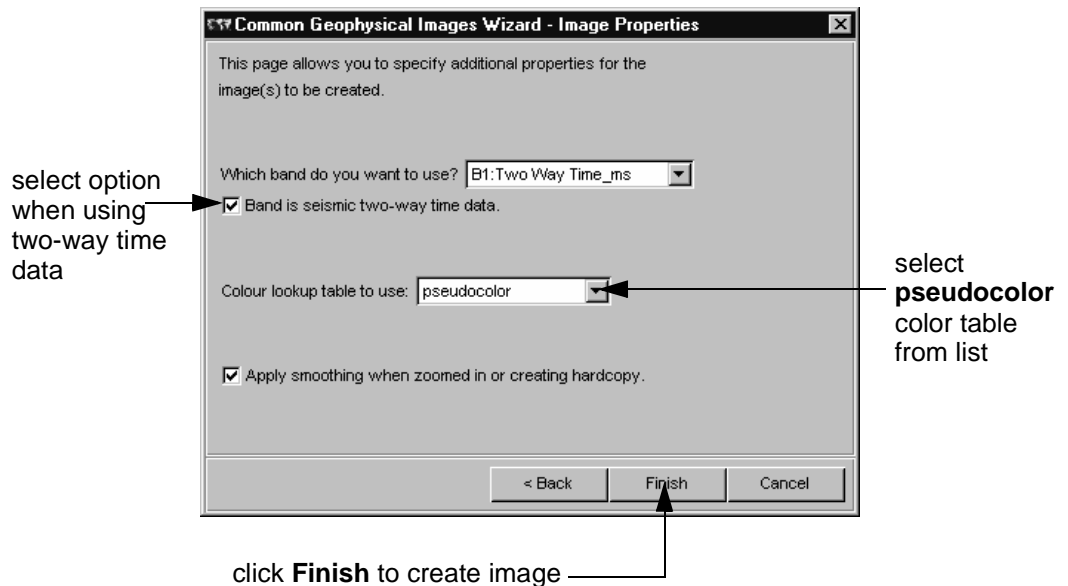 Common Geophysical Images Wizard - Image Properties
This page allows you to specify additional properties for the
image(s) to be created.
Which band do you want to use? B1:Two Way Time_ms
Band is seismic two-way time data.
select option
when using
two-way time
data
Colour lookup table to use: pseudocolor
select
pseudocolor
color table
from list
Apply smoothing when zoomed in or creating hardcopy.
< Back Finish Cancel
click Finish to create image